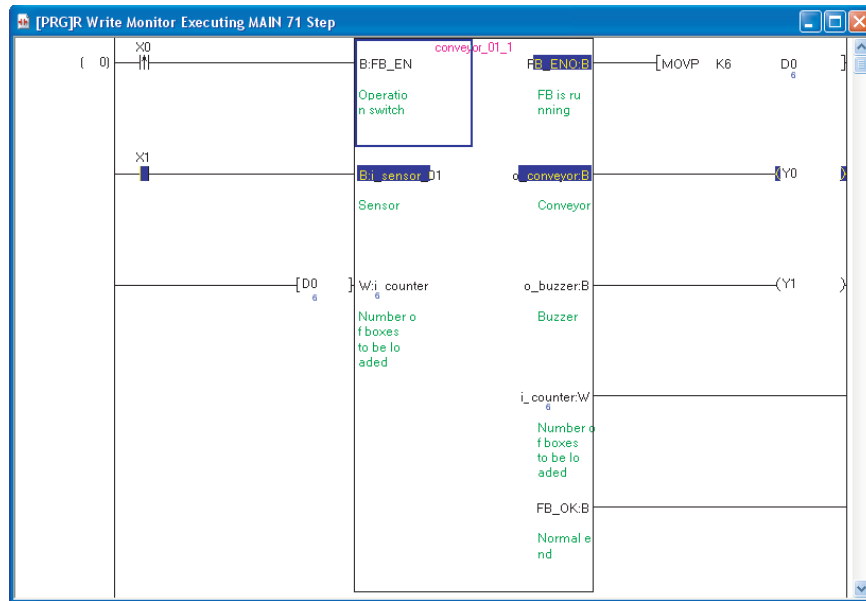 [PRG]R Write Monitor Executing MAIN 71 Step
conveyor_01_1
( 0) X0 B:FB_EN FB_ENO:B [MOVP K6 D0 ]
6
Operatio
n switch
FB is ru
nning
X1 B:i_sensor_01 o_conveyor:B (Y0 )
Sensor Conveyor
[D0 ] W:i_counter o_buzzer:B (Y1 )
6 6
Number o
f boxes
to be lo
aded
Buzzer
i_counter:W
6
Number o
f boxes
to be lo
aded
FB_OK:B
Normal e
nd